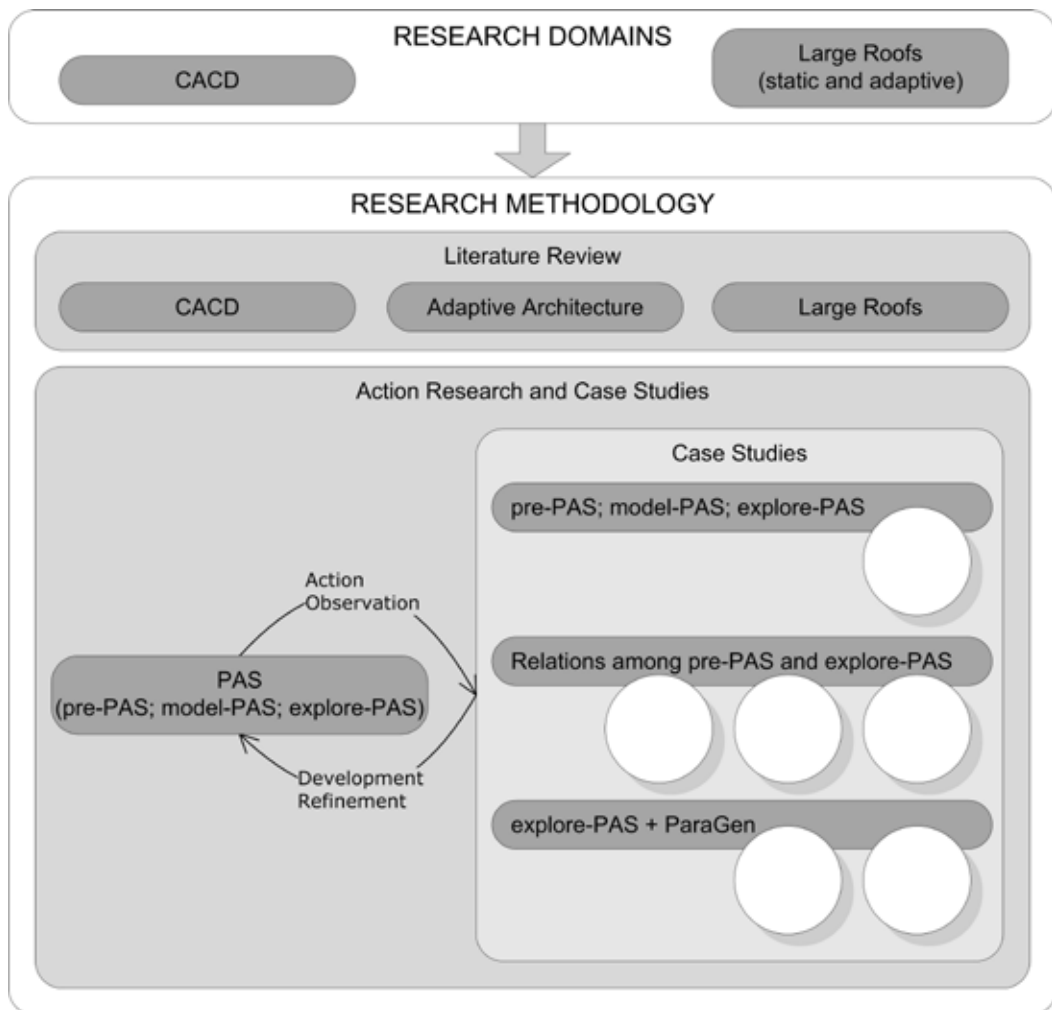 RESEARCH DOMAINS
CACD
Large Roofs
(static and adaptive)
RESEARCH METHODOLOGY
Literature Review
CACD
Adaptive Architecture
Large Roofs
Action Research and Case Studies
Case Studies
pre-PAS; model-PAS; explore-PAS
Action
Observation
Relations among pre-PAS and explore-PAS
PAS
(pre-PAS; model-PAS; explore-PAS)
Development
Refinement
explore-PAS + ParaGen